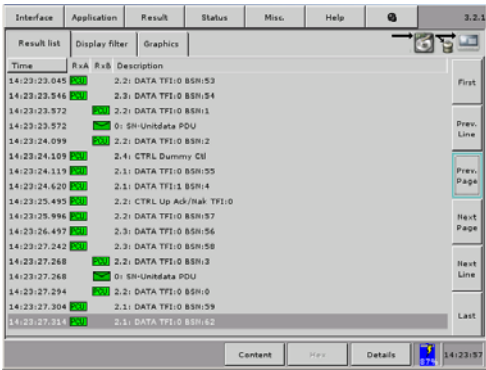 Interface Application Result Status Misc. Help 3.2.1
Result list Display filter Graphics
Time RxA RxB Description
14:23:23.045 PDU 2.2: DATA TFI:0 BSN:53
14:23:23.546 PDU 2.3: DATA TFI:0 BSN:54
14:23:23.572 PDU 2.2: DATA TFI:0 BSN:1
14:23:23.572 0: SN-Unitdata PDU
14:23:24.099 PDU 2.2: DATA TFI:0 BSN:2
14:23:24.109 PDU 2.4: CTRL Dummy Ctl
14:23:24.119 PDU 2.1: DATA TFI:0 BSN:55
14:23:24.620 PDU 2.1: DATA TFI:1 BSN:4
14:23:25.495 PDU 2.2: CTRL Up Ack/Nak TFI:0
14:23:25.996 PDU 2.2: DATA TFI:0 BSN:57
14:23:26.497 PDU 2.3: DATA TFI:0 BSN:56
14:23:27.242 PDU 2.3: DATA TFI:0 BSN:58
14:23:27.268 PDU 2.2: DATA TFI:0 BSN:3
14:23:27.268 0: SN-Unitdata PDU
14:23:27.294 PDU 2.2: DATA TFI:0 BSN:0
14:23:27.304 PDU 2.1: DATA TFI:0 BSN:59
14:23:27.314 PDU 2.1: DATA TFI:0 BSN:62
First
Prev.
Line
Prev.
Page
Next
Page
Next
Line
Last
Content Hex Details 87% 14:23:57